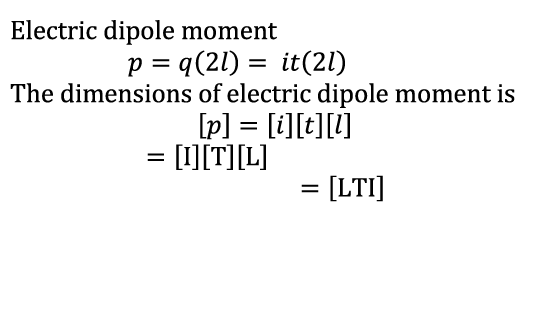 Electric dipole moment
p = q(2l) = it(2l)
The dimensions of electric dipole moment is
[p] = [i][t][l]
= [I][T][L]
= [LTI]